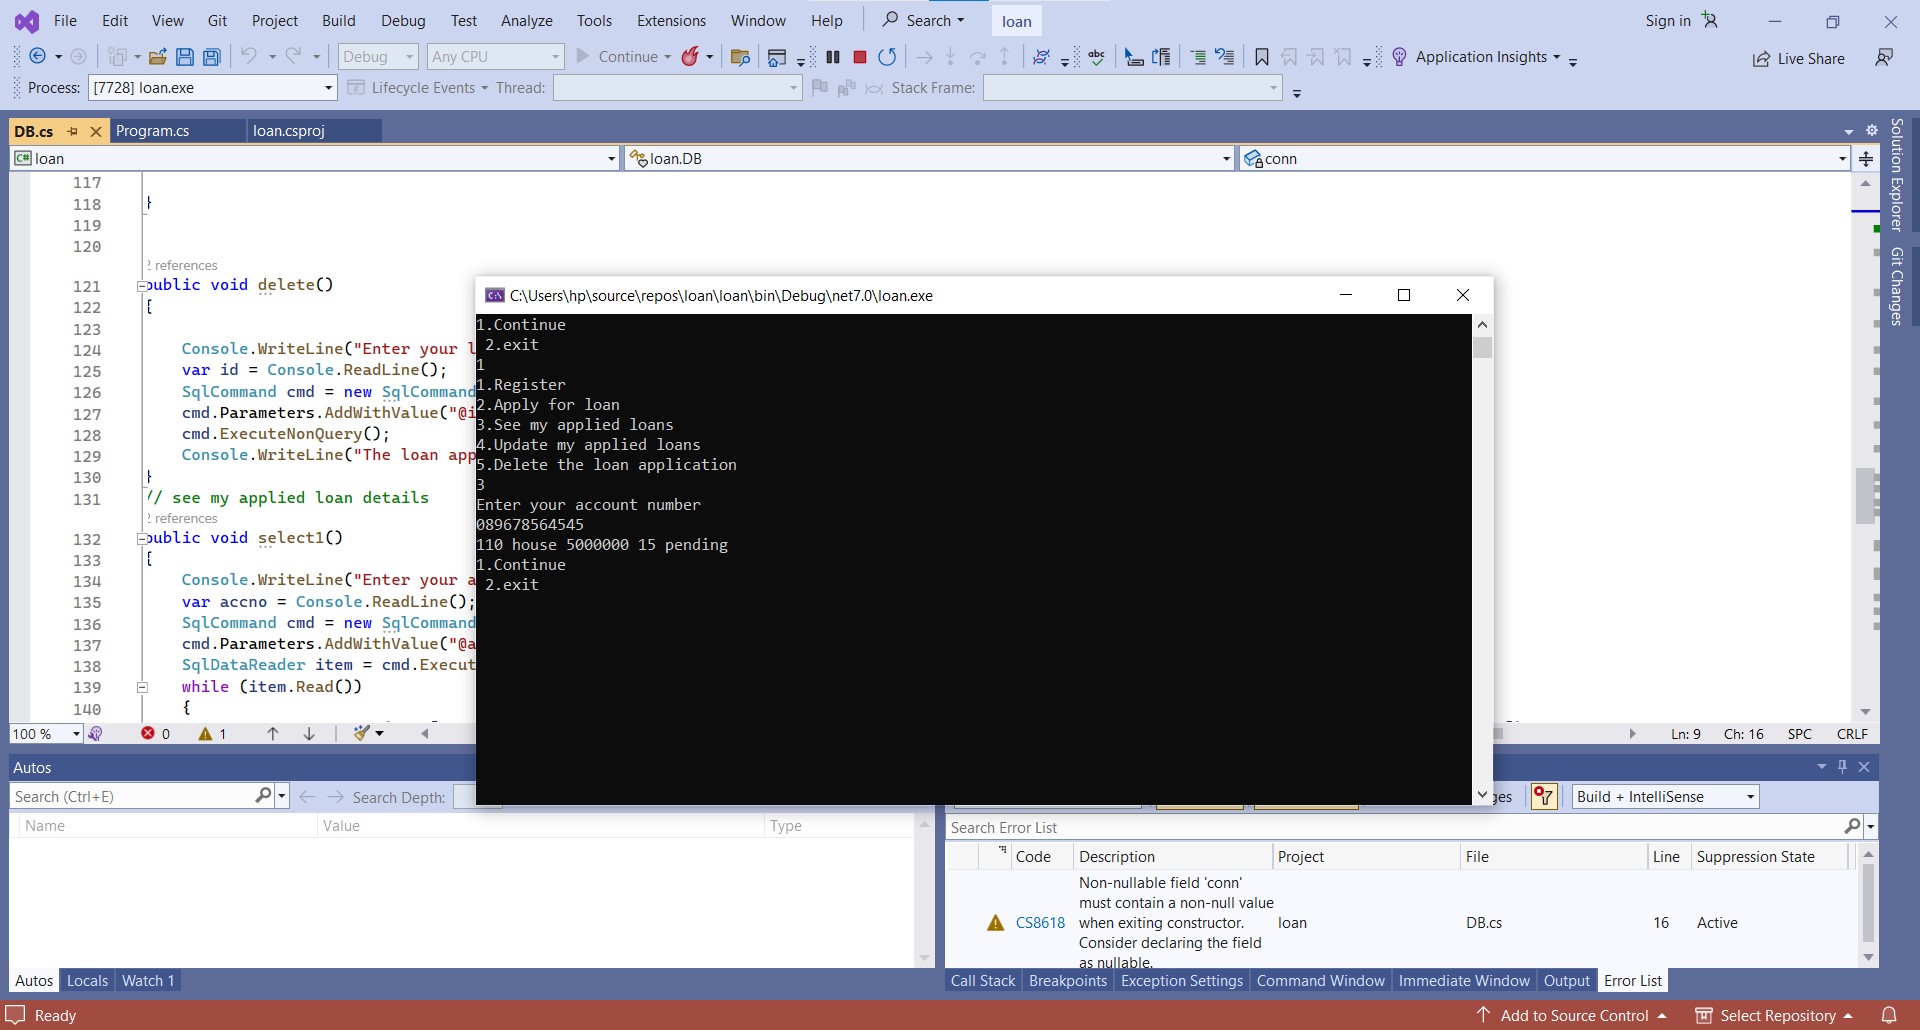 File Edit View Git Project Build Debug Test Analyze Tools Extensions Window Help Search loan Sign in
Debug Any CPU Continue abc Application Insights Live Share
Process: [7728] loan.exe Lifecycle Events Thread: Stack Frame:
DB.cs Program.cs loan.csproj
C# loan loan.DB conn
Solution Explorer
Git Changes
117
118 }
119
120
2 references
121 public void delete()
122 {
123
124 Console.WriteLine("Enter your l
125 var id = Console.ReadLine();
126 SqlCommand cmd = new SqlCommand
127 cmd.Parameters.AddWithValue("@i
128 cmd.ExecuteNonQuery();
129 Console.WriteLine("The loan app
130 }
131 // see my applied loan details
2 references
132 public void select1()
133 {
134 Console.WriteLine("Enter your a
135 var accno = Console.ReadLine();
136 SqlCommand cmd = new SqlCommand
137 cmd.Parameters.AddWithValue("@a
138 SqlDataReader item = cmd.Execut
139 while (item.Read())
140 {
C:\Users\hp\source\repos\loan\loan\bin\Debug\net7.0\loan.exe
1.Continue
2.exit
1
1.Register
2.Apply for loan
3.See my applied loans
4.Update my applied loans
5.Delete the loan application
3
Enter your account number
089678564545
110 house 5000000 15 pending
1.Continue
2.exit
100 % 0 1 Ln: 9 Ch: 16 SPC CRLF
Autos
Search (Ctrl+E) Search Depth:
Name Value Type
Autos Locals Watch 1
ges Build + IntelliSense
Search Error List
Code Description Project File Line Suppression State
CS8618 Non-nullable field 'conn'
must contain a non-null value
when exiting constructor. loan DB.cs 16 Active
Consider declaring the field
as nullable.
Call Stack Breakpoints Exception Settings Command Window Immediate Window Output Error List
Ready Add to Source Control Select Repository